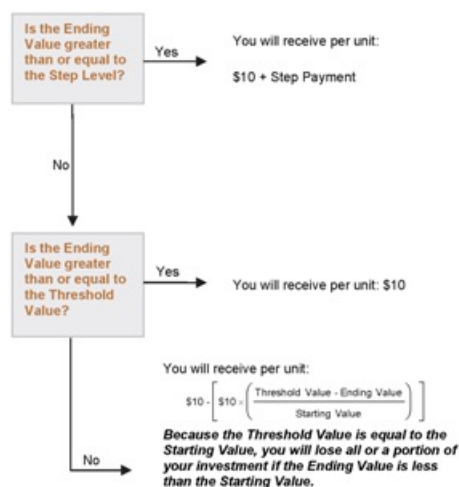 Is the Ending
Value greater
than or equal to
the Step Level?
Yes
You will receive per unit:
$10 + Step Payment
No
Is the Ending
Value greater
than or equal to
the Threshold
Value?
Yes
You will receive per unit: $10
You will receive per unit:
$10 - [ $10 × ( Threshold Value - Ending Value
Starting Value ) ]
Because the Threshold Value is equal to the
Starting Value, you will lose all or a portion of
your investment if the Ending Value is less
than the Starting Value.
No